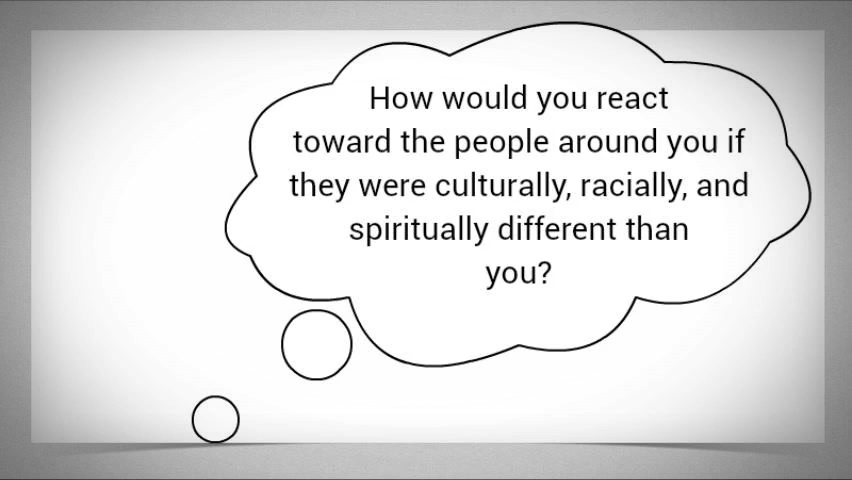 How would you react
toward the people around you if
they were culturally, racially, and
spiritually different than
you?